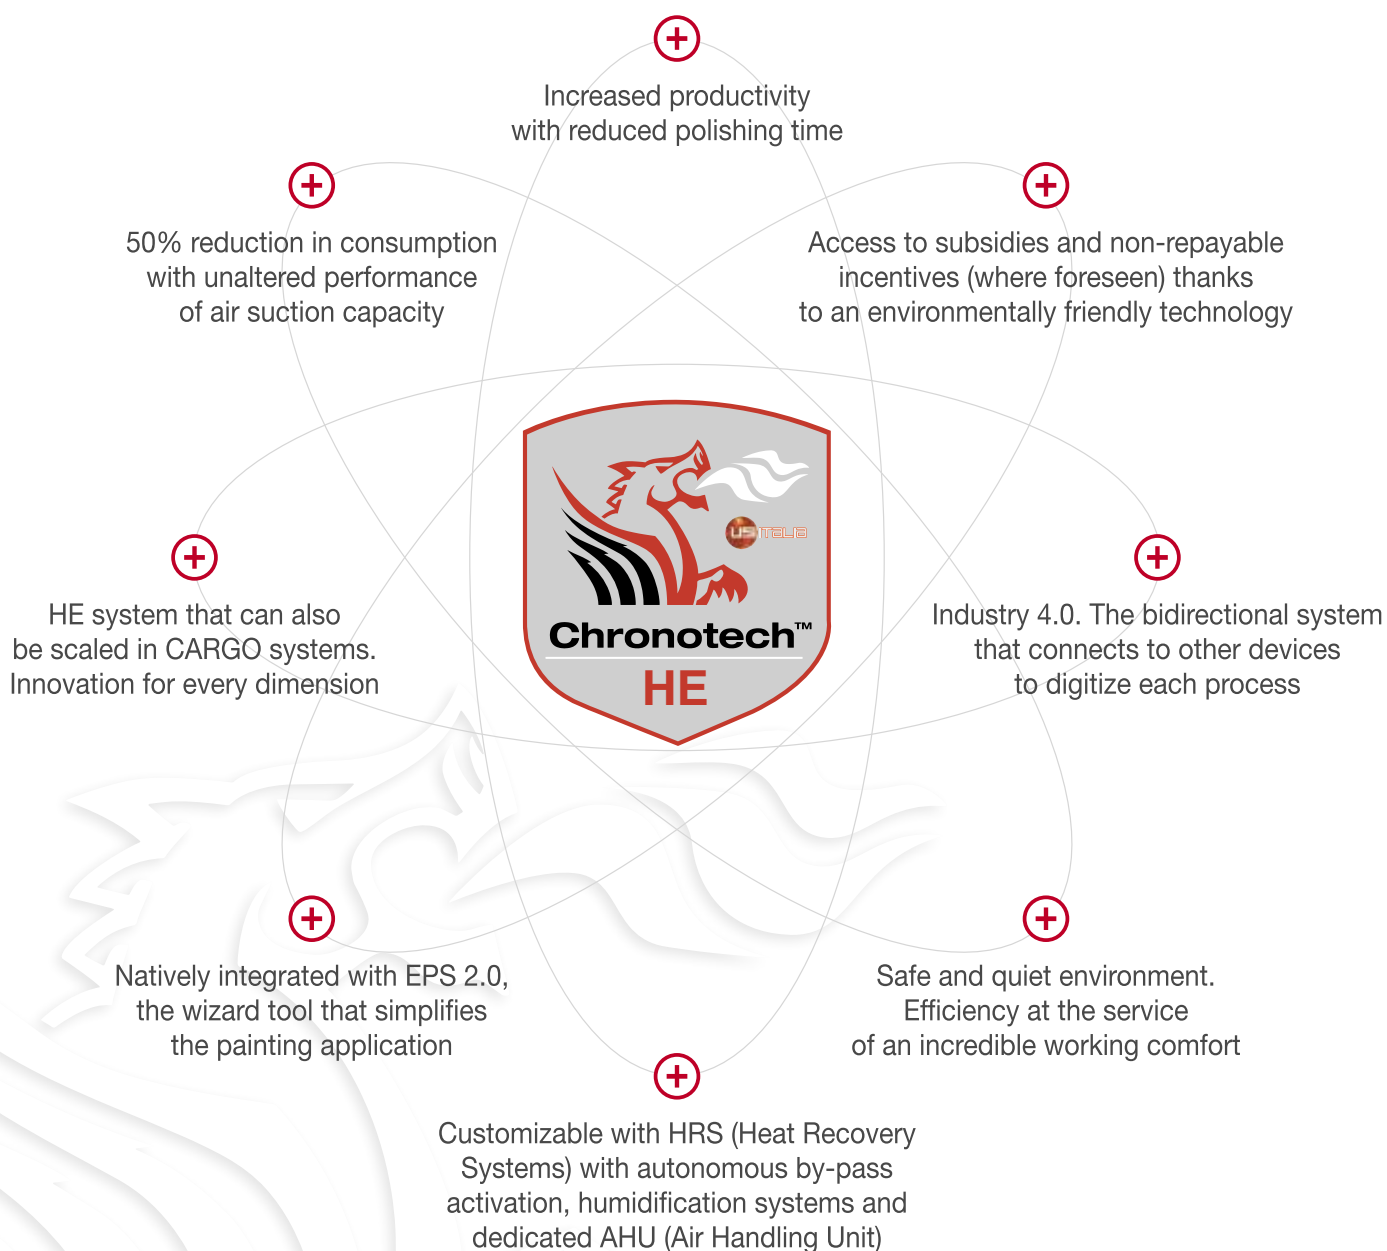 Increased productivity
with reduced polishing time
50% reduction in consumption
with unaltered performance
of air suction capacity
Access to subsidies and non-repayable
incentives (where foreseen) thanks
to an environmentally friendly technology
US ITALIA
Chronotech™
HE
HE system that can also
be scaled in CARGO systems.
Innovation for every dimension
Industry 4.0. The bidirectional system
that connects to other devices
to digitize each process
Natively integrated with EPS 2.0,
the wizard tool that simplifies
the painting application
Safe and quiet environment.
Efficiency at the service
of an incredible working comfort
Customizable with HRS (Heat Recovery
Systems) with autonomous by-pass
activation, humidification systems and
dedicated AHU (Air Handling Unit)